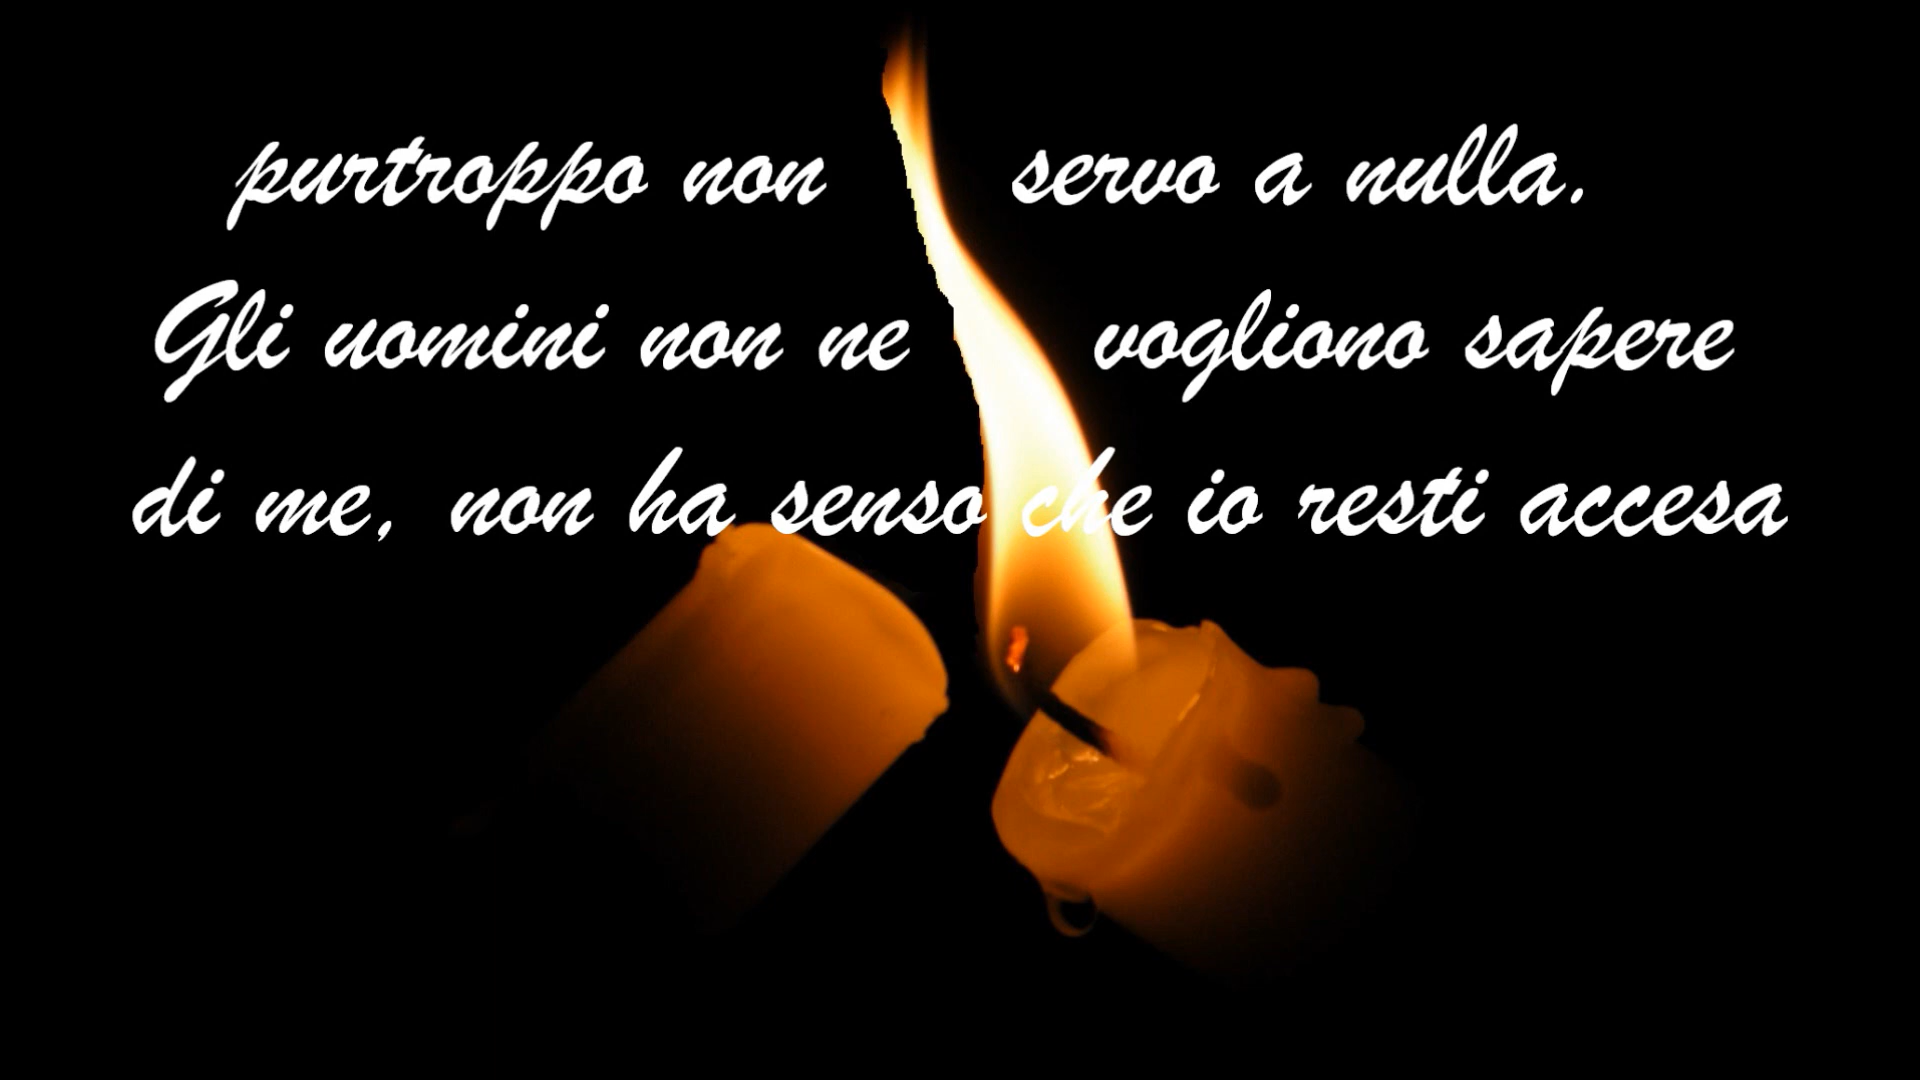 purtroppo non servo a nulla.
Gli uomini non ne vogliono sapere
di me, non ha senso che io resti accesa